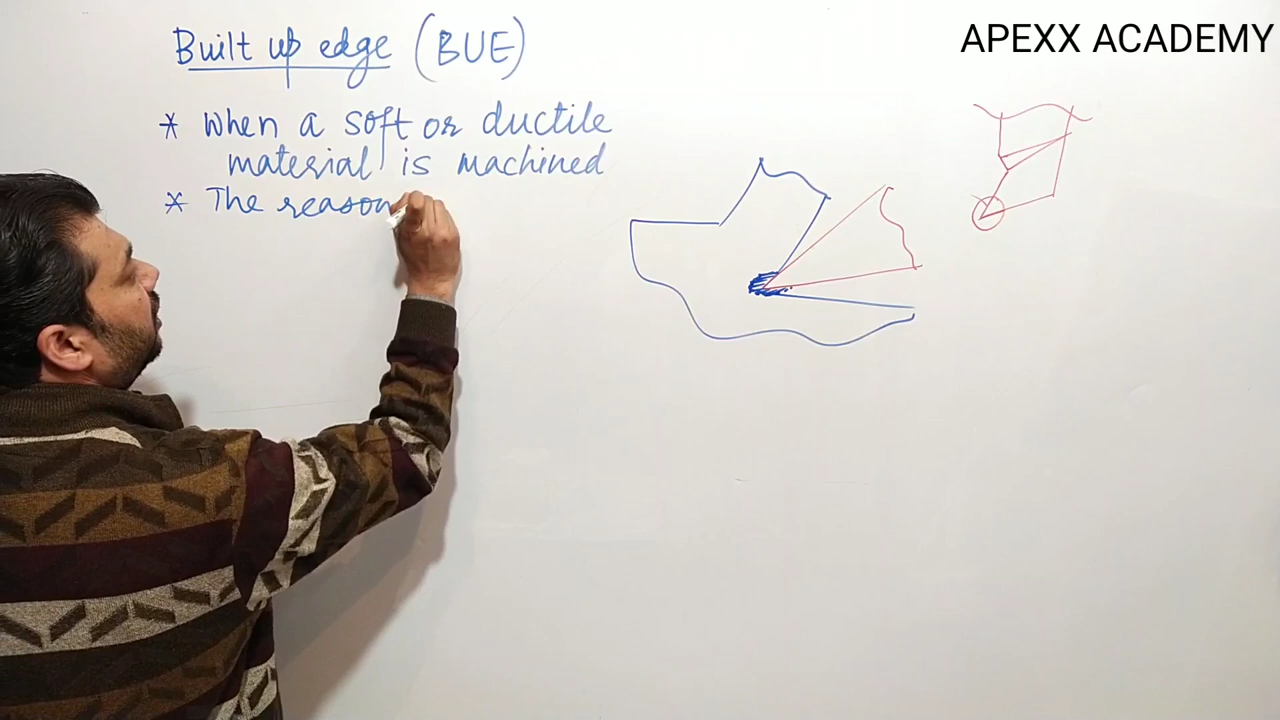 Built up edge (BUE)
APEXX ACADEMY
* When a soft or ductile
material is machined
* The reason